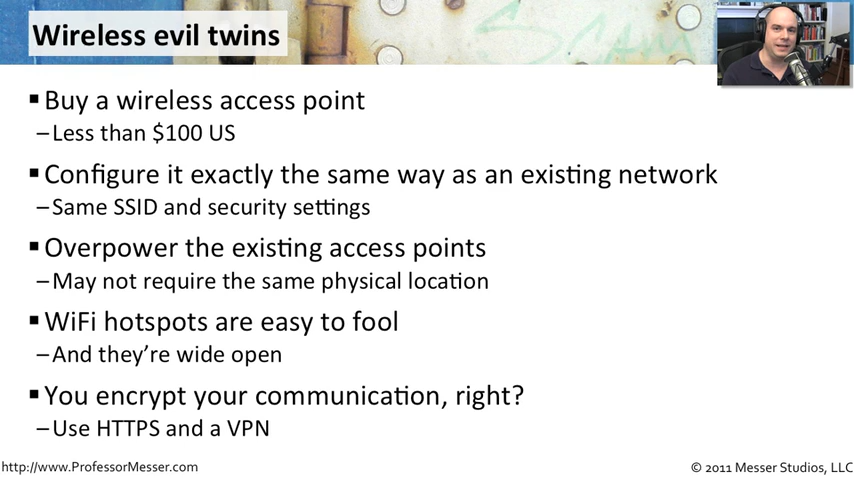 Wireless evil twins
▪Buy a wireless access point
–Less than $100 US
▪Configure it exactly the same way as an existing network
–Same SSID and security settings
▪Overpower the existing access points
–May not require the same physical location
▪WiFi hotspots are easy to fool
–And they're wide open
▪You encrypt your communication, right?
–Use HTTPS and a VPN
http://www.ProfessorMesser.com
© 2011 Messer Studios, LLC